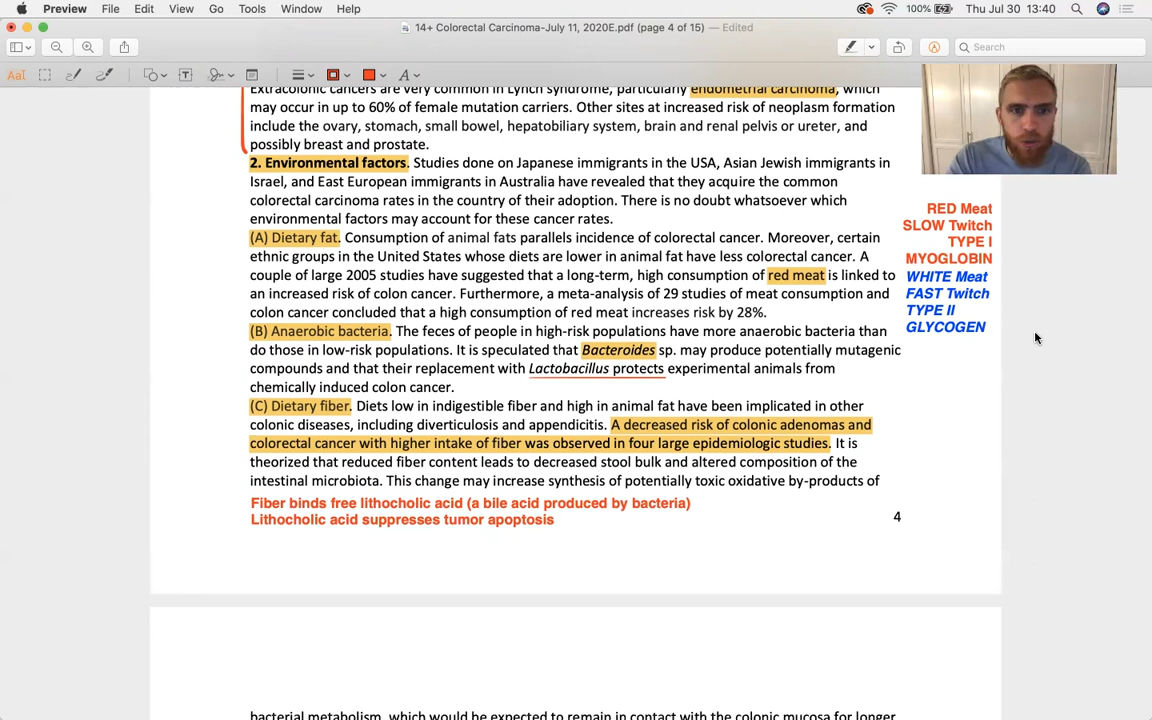 Preview File Edit View Go Tools Window Help 100% Thu Jul 30 13:40
14+ Colorectal Carcinoma-July 11, 2020E.pdf (page 4 of 15) — Edited
Search
Extracolonic cancers are very common in Lynch syndrome, particularly endometrial carcinoma, which
may occur in up to 60% of female mutation carriers. Other sites at increased risk of neoplasm formation
include the ovary, stomach, small bowel, hepatobiliary system, brain and renal pelvis or ureter, and
possibly breast and prostate.
2. Environmental factors. Studies done on Japanese immigrants in the USA, Asian Jewish immigrants in
Israel, and East European immigrants in Australia have revealed that they acquire the common
colorectal carcinoma rates in the country of their adoption. There is no doubt whatsoever which
environmental factors may account for these cancer rates.
(A) Dietary fat. Consumption of animal fats parallels incidence of colorectal cancer. Moreover, certain
ethnic groups in the United States whose diets are lower in animal fat have less colorectal cancer. A
couple of large 2005 studies have suggested that a long-term, high consumption of red meat is linked to
an increased risk of colon cancer. Furthermore, a meta-analysis of 29 studies of meat consumption and
colon cancer concluded that a high consumption of red meat increases risk by 28%.
(B) Anaerobic bacteria. The feces of people in high-risk populations have more anaerobic bacteria than
do those in low-risk populations. It is speculated that Bacteroides sp. may produce potentially mutagenic
compounds and that their replacement with Lactobacillus protects experimental animals from
chemically induced colon cancer.
(C) Dietary fiber. Diets low in indigestible fiber and high in animal fat have been implicated in other
colonic diseases, including diverticulosis and appendicitis. A decreased risk of colonic adenomas and
colorectal cancer with higher intake of fiber was observed in four large epidemiologic studies. It is
theorized that reduced fiber content leads to decreased stool bulk and altered composition of the
intestinal microbiota. This change may increase synthesis of potentially toxic oxidative by-products of
Fiber binds free lithocholic acid (a bile acid produced by bacteria)
Lithocholic acid suppresses tumor apoptosis
4
RED Meat
SLOW Twitch
TYPE I
MYOGLOBIN
WHITE Meat
FAST Twitch
TYPE II
GLYCOGEN
bacterial metabolism, which would be expected to remain in contact with the colonic mucosa for longer